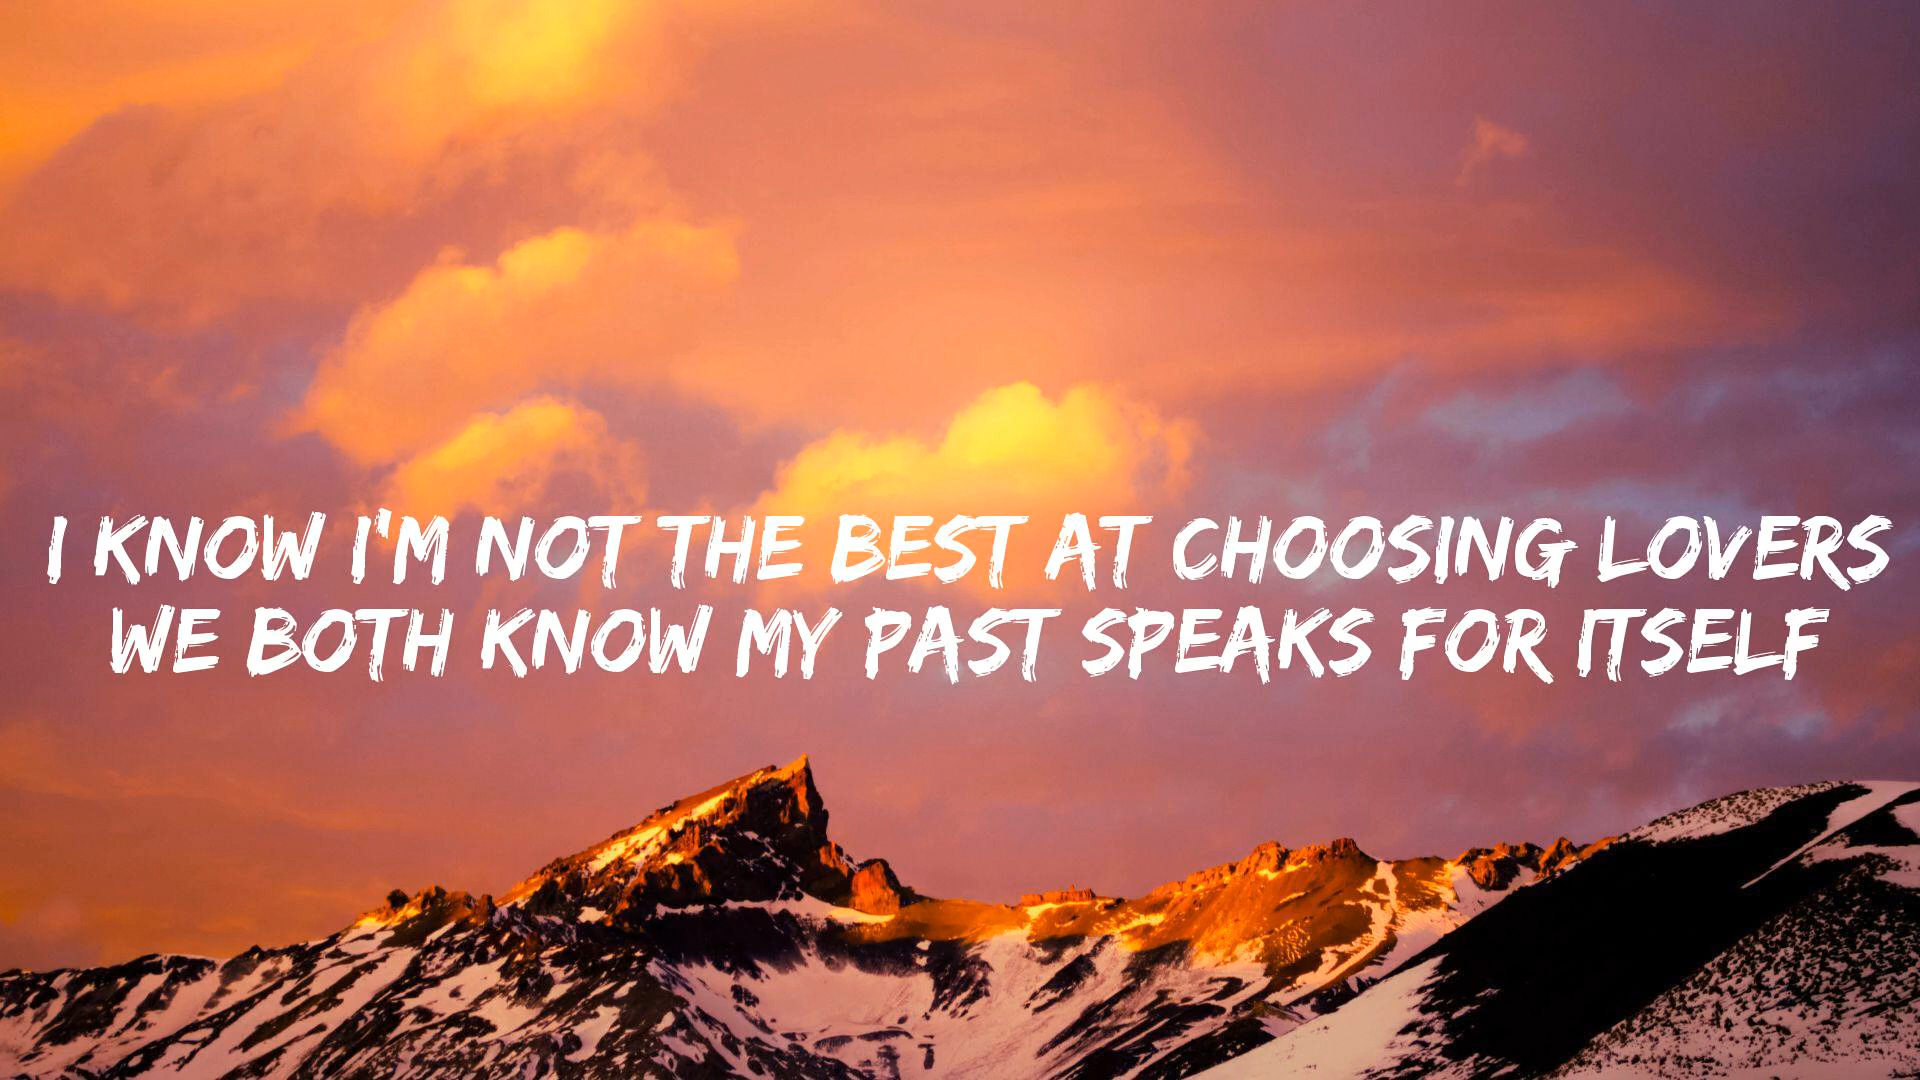 I KNOW I'M NOT THE BEST AT CHOOSING LOVERS
WE BOTH KNOW MY PAST SPEAKS FOR ITSELF